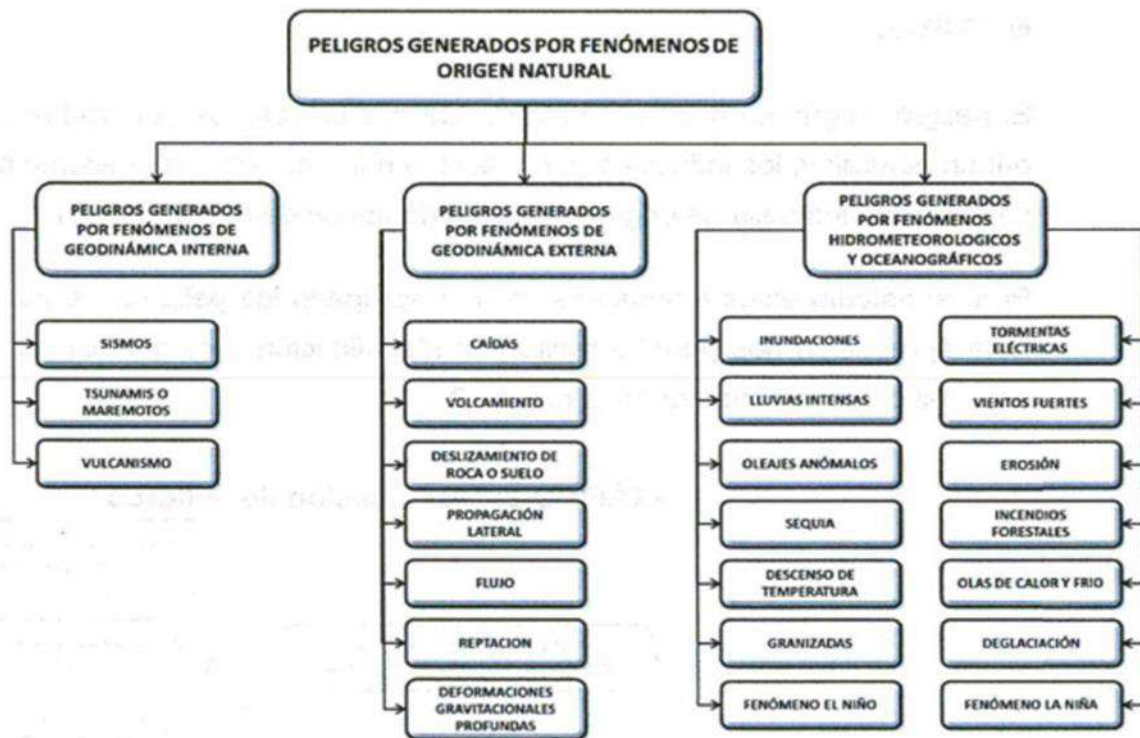 PELIGROS GENERADOS POR FENÓMENOS DE
ORIGEN NATURAL
PELIGROS GENERADOS
POR FENÓMENOS DE
GEODINÁMICA INTERNA
SISMOS
TSUNAMIS O
MAREMOTOS
VULCANISMO
PELIGROS GENERADOS
POR FENÓMENOS DE
GEODINÁMICA EXTERNA
CAÍDAS
VOLCAMIENTO
DESLIZAMIENTO DE
ROCA O SUELO
PROPAGACIÓN
LATERAL
FLUJO
REPTACION
DEFORMACIONES
GRAVITACIONALES
PROFUNDAS
PELIGROS GENERADOS
POR FENÓMENOS
HIDROMETEOROLOGICOS
Y OCEANOGRÁFICOS
INUNDACIONES
LLUVIAS INTENSAS
OLEAJES ANÓMALOS
SEQUIA
DESCENSO DE
TEMPERATURA
GRANIZADAS
FENÓMENO EL NIÑO
TORMENTAS
ELÉCTRICAS
VIENTOS FUERTES
EROSIÓN
INCENDIOS
FORESTALES
OLAS DE CALOR Y FRIO
DEGLACIACIÓN
FENÓMENO LA NIÑA